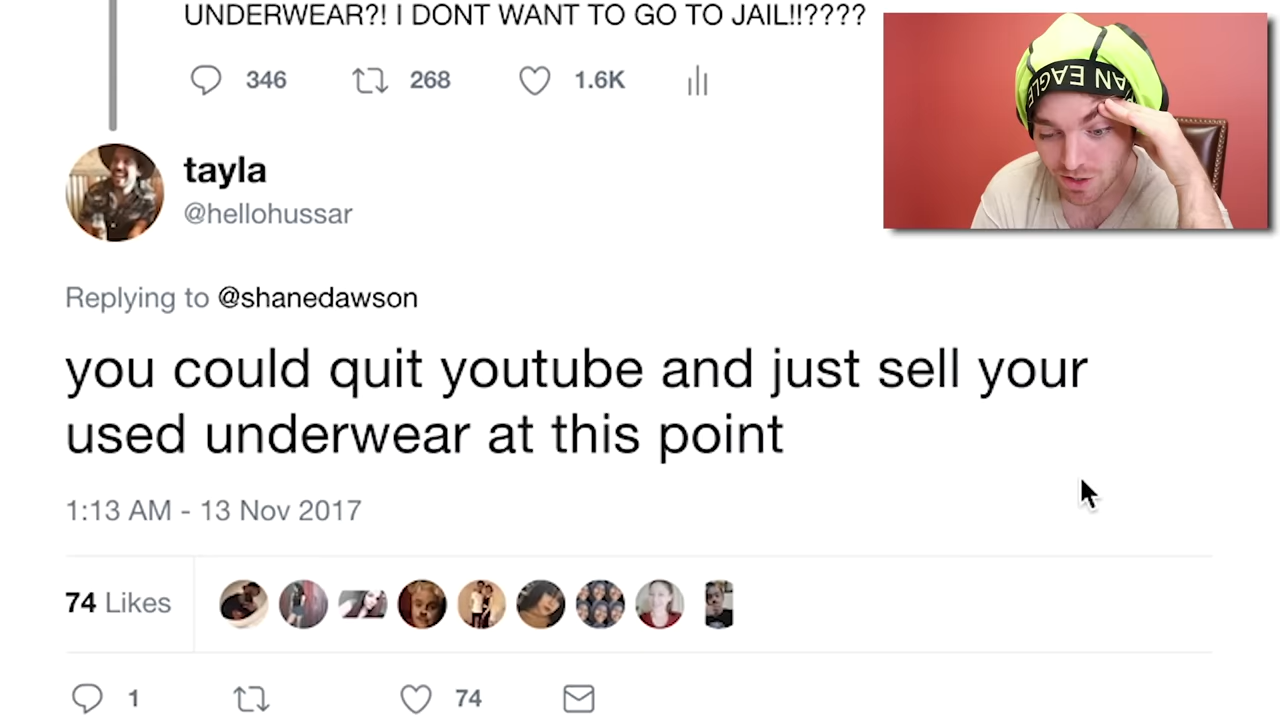 UNDERWEAR?! I DONT WANT TO GO TO JAIL!!????
346 268 1.6K
tayla
@hellohussar
Replying to @shanedawson
you could quit youtube and just sell your
used underwear at this point
1:13 AM - 13 Nov 2017
74 Likes
1 74
AN EAGLE